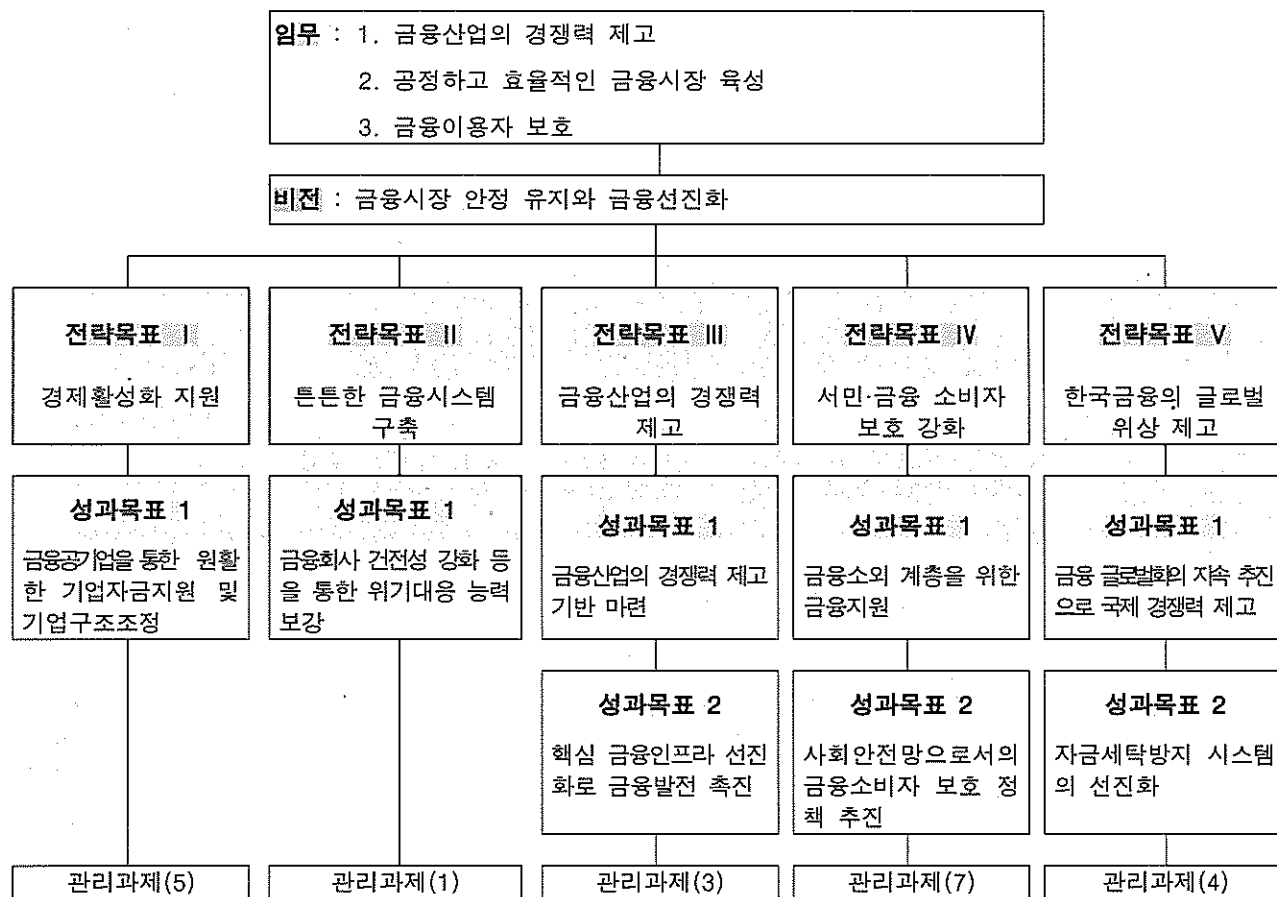 임무 : 1. 금융산업의 경쟁력 제고
2. 공정하고 효율적인 금융시장 육성
3. 금융이용자 보호
비전 : 금융시장 안정 유지와 금융선진화
전략목표 Ⅰ
경제활성화 지원
전략목표 Ⅱ
튼튼한 금융시스템
구축
전략목표 Ⅲ
금융산업의 경쟁력
제고
전략목표 Ⅳ
서민·금융 소비자
보호 강화
전략목표 Ⅴ
한국금융의 글로벌
위상 제고
성과목표 1
금융공기업을 통한 원활
한 기업자금지원 및
기업구조조정
성과목표 1
금융회사 건전성 강화 등
을 통한 위기대응 능력
보강
성과목표 1
금융산업의 경쟁력 제고
기반 마련
성과목표 1
금융소외 계층을 위한
금융지원
성과목표 1
금융 글로벌화의 지속 추진
으로 국제 경쟁력 제고
성과목표 2
핵심 금융인프라 선진
화로 금융발전 촉진
성과목표 2
사회안전망으로서의
금융소비자 보호 정
책 추진
성과목표 2
자금세탁방지 시스템
의 선진화
관리과제(5)
관리과제(1)
관리과제(3)
관리과제(7)
관리과제(4)